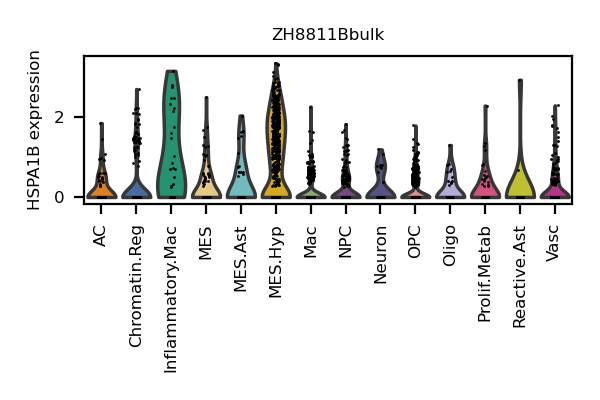 ZH8811Bbulk
HSPA1B expression
2
0
AC
Chromatin.Reg
Inflammatory.Mac
MES
MES.Ast
MES.Hyp
Mac
NPC
Neuron
OPC
Oligo
Prolif.Metab
Reactive.Ast
Vasc